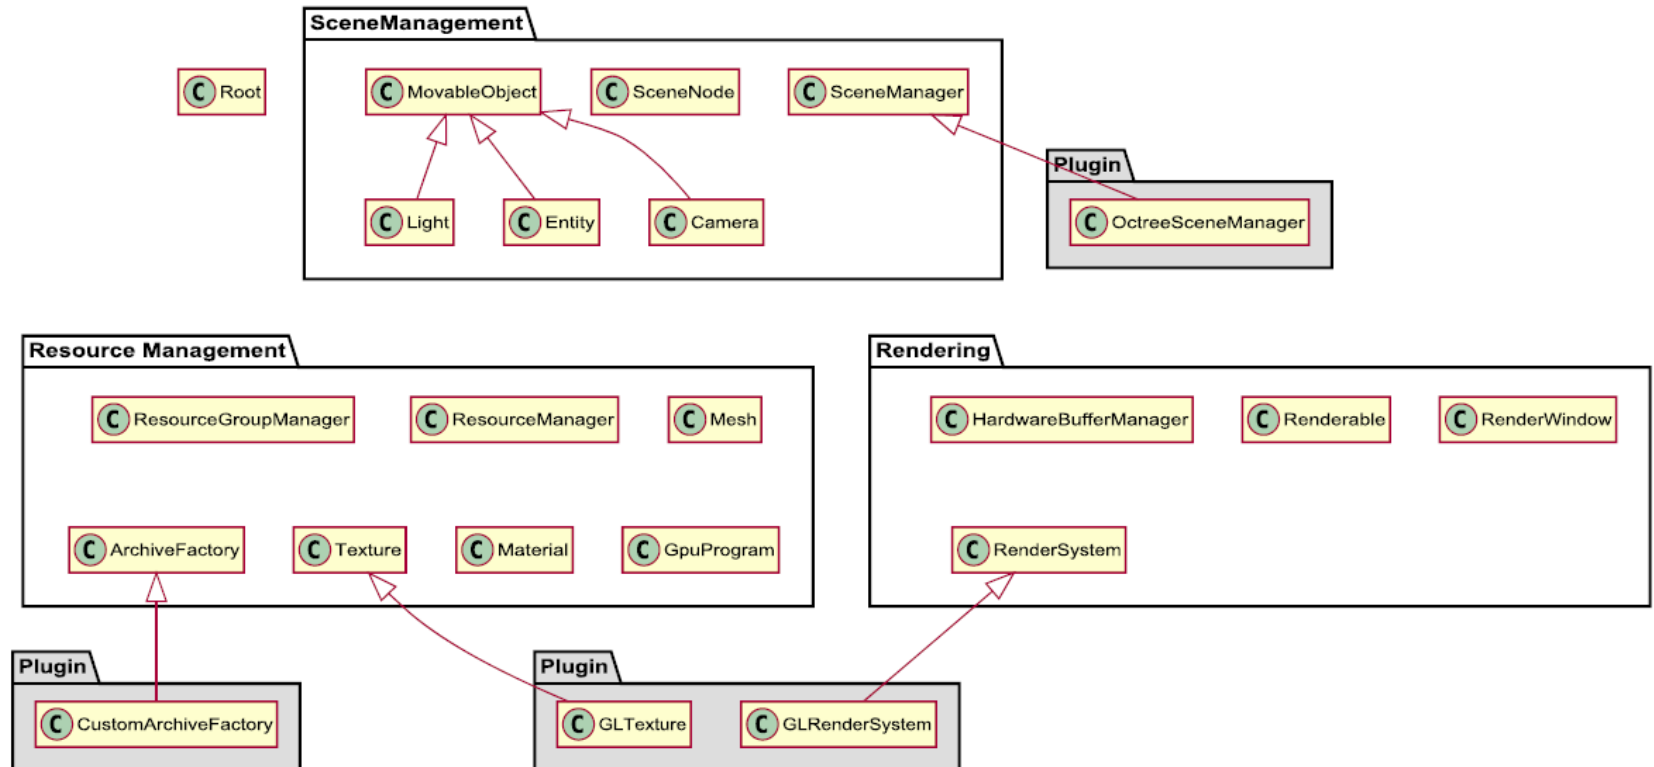 SceneManagement
C Root
C MovableObject
C SceneNode
C SceneManager
Plugin
C Light
C Entity
C Camera
C OctreeSceneManager
Resource Management
Rendering
C ResourceGroupManager
C ResourceManager
C Mesh
C HardwareBufferManager
C Renderable
C RenderWindow
C ArchiveFactory
C Texture
C Material
C GpuProgram
C RenderSystem
Plugin
Plugin
C CustomArchiveFactory
C GLTexture
C GLRenderSystem